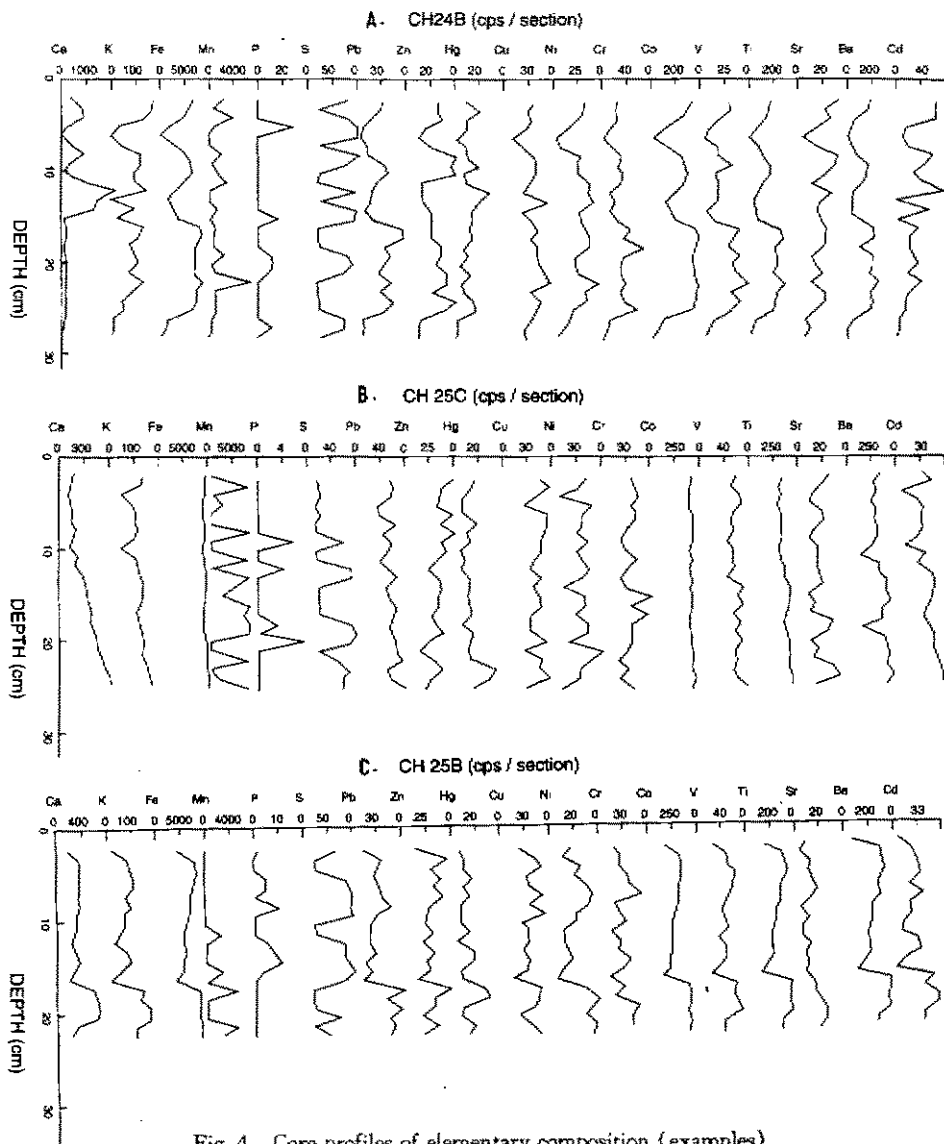 A. CH24B (cps / section)
Ca K Fe Mn P S Pb Zn Hg Cu Ni Cr Co V Ti Sr Ba Cd
0 1000 0 100 0 5000 0 4000 0 20 0 50 0 30 0 20 0 20 0 30 0 25 0 40 0 200 0 25 0 200 0 20 0 200 0 40
0
10
20
30
DEPTH (cm)
B. CH 25C (cps / section)
Ca K Fe Mn P S Pb Zn Hg Cu Ni Cr Co V Ti Sr Ba Cd
0 300 0 100 0 5000 0 5000 0 4 0 40 0 40 0 25 0 20 0 30 0 30 0 30 0 250 0 40 0 250 0 20 0 250 0 30
0
10
20
30
DEPTH (cm)
C. CH 25B (cps / section)
Ca K Fe Mn P S Pb Zn Hg Cu Ni Cr Co V Ti Sr Ba Cd
0 400 0 100 0 5000 0 4000 0 10 0 50 0 30 0 20 0 20 0 30 0 20 0 30 0 250 0 40 0 200 0 20 0 200 0 33
0
10
20
30
DEPTH (cm)
Fig. 4. Core profiles of elementary composition (examples)